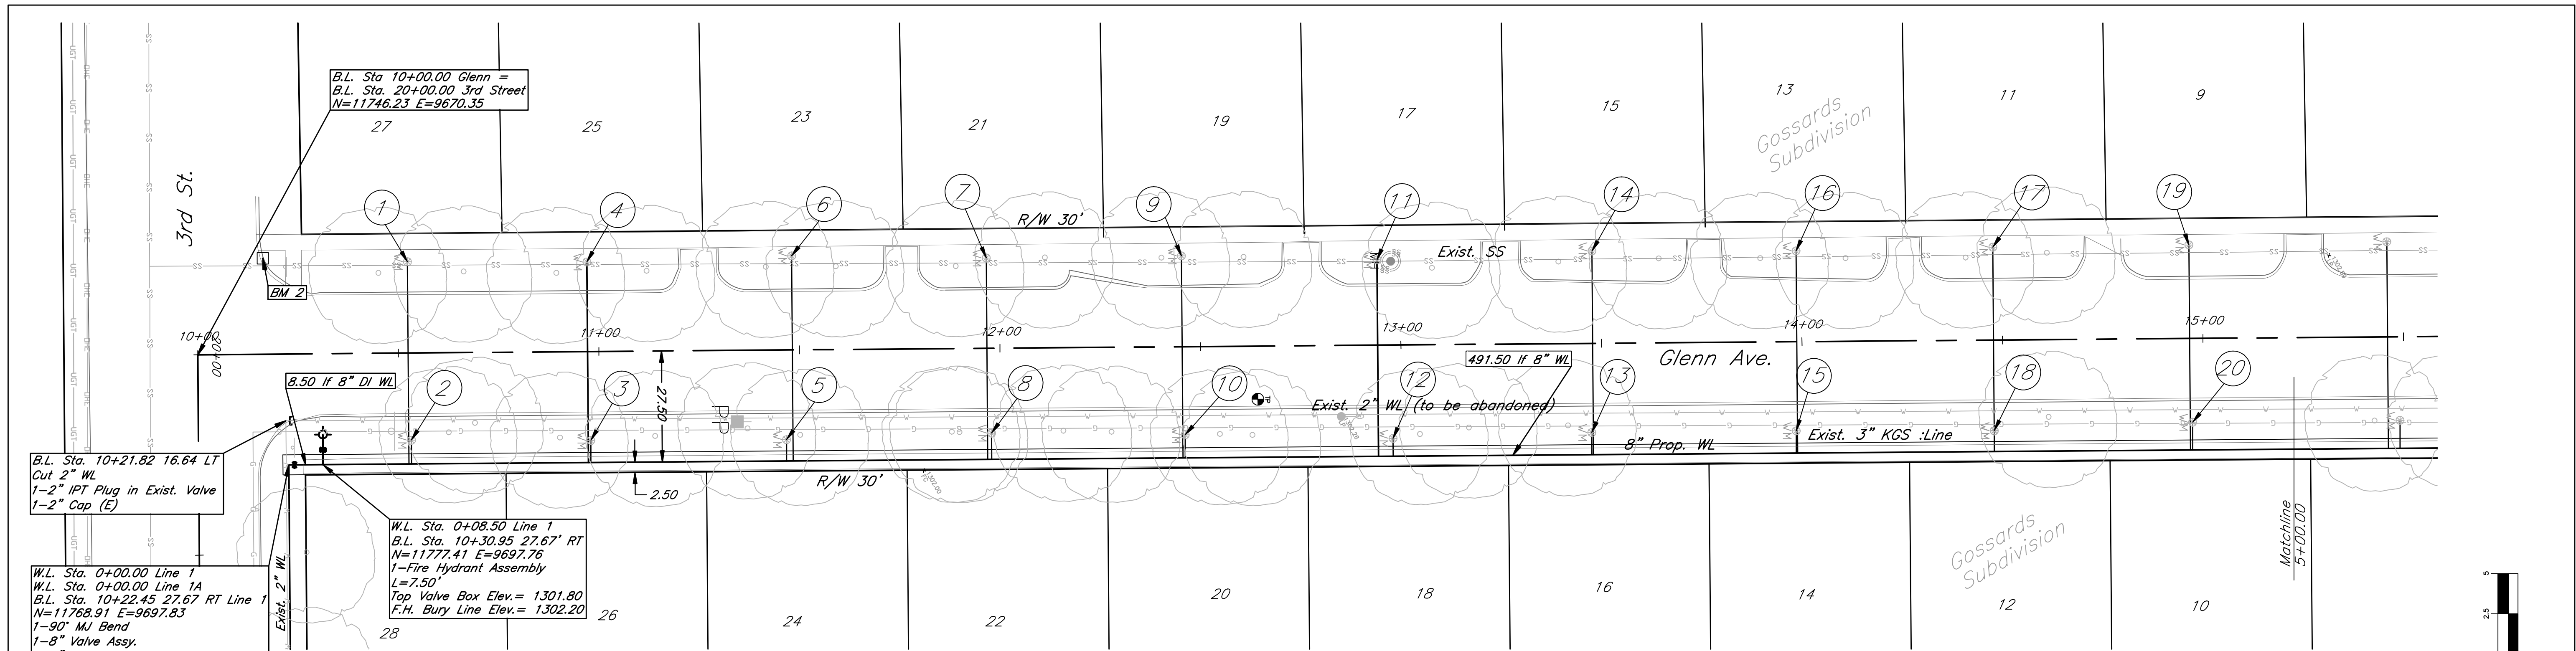 B.L. Sta 10+00.00 Glenn =
B.L. Sta. 20+00.00 3rd Street
N=11746.23 E=9670.35
27
25
23
21
19
17
15
13
11
9
Gossards
Subdivision
3rd St.
1
4
6
7
9
11
14
16
17
19
R/W 30'
Exist. SS
BM 2
10+00
20+00
11+00
12+00
13+00
14+00
15+00
Glenn Ave.
491.50 lf 8" WL
8.50 lf 8" DI WL
27.50
2
3
5
8
10
12
13
15
18
20
PP
TP
Exist. 2" WL (to be abandoned)
8" Prop. WL
Exist. 3" KGS :Line
R/W 30'
2.50
B.L. Sta. 10+21.82 16.64 LT
Cut 2" WL
1-2" IPT Plug in Exist. Valve
1-2" Cap (E)
W.L. Sta. 0+08.50 Line 1
B.L. Sta. 10+30.95 27.67' RT
N=11777.41 E=9697.76
1-Fire Hydrant Assembly
L=7.50'
Top Valve Box Elev.= 1301.80
F.H. Bury Line Elev.= 1302.20
W.L. Sta. 0+00.00 Line 1
W.L. Sta. 0+00.00 Line 1A
B.L. Sta. 10+22.45 27.67 RT Line 1
N=11768.91 E=9697.83
1-90° MJ Bend
1-8" Valve Assy.
Exist. 2" WL
28
26
24
22
20
18
16
14
12
10
Gossards
Subdivision
Matchline
5+00.00
5
2.5